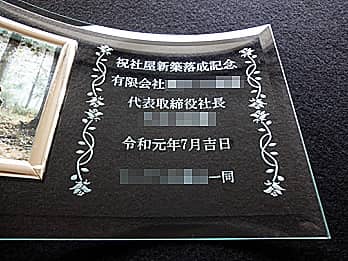 祝社屋新築落成記念
有限会社
代表取締役社長
令和元年7月吉日
一同